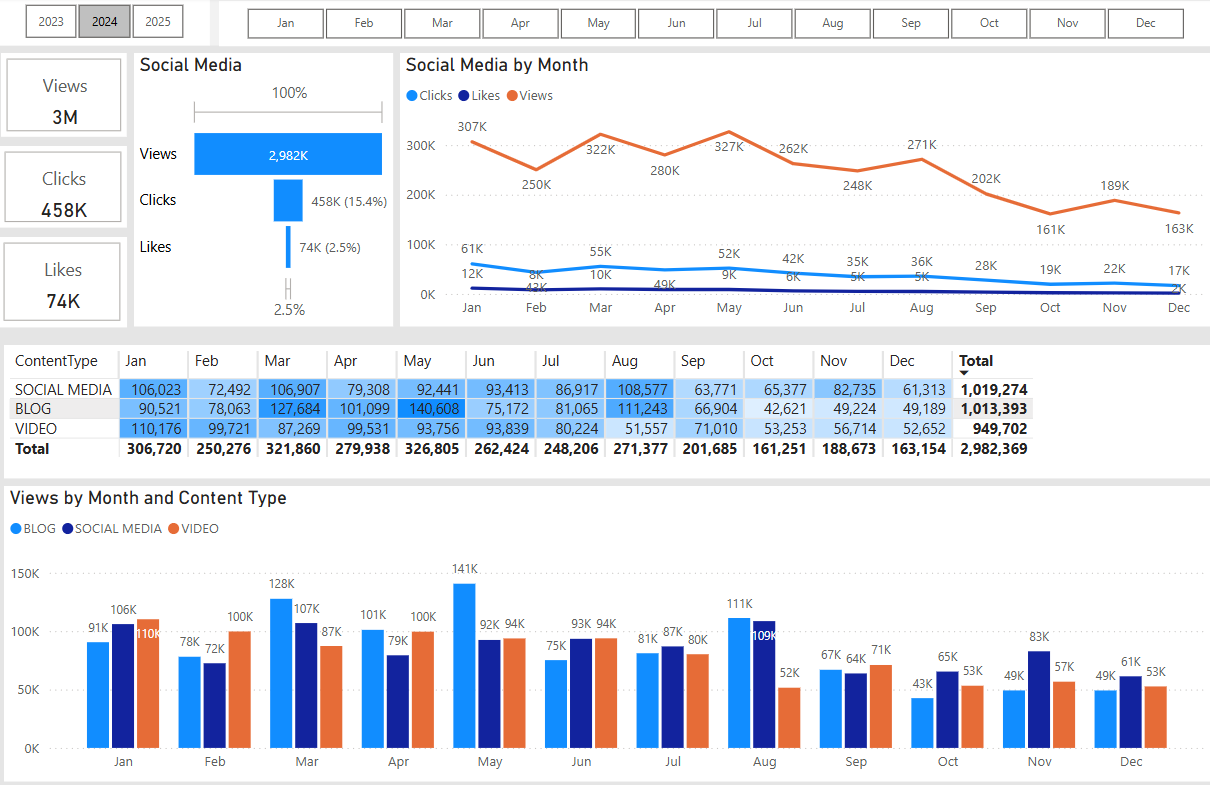 2023 2024 2025 Jan Feb Mar Apr May Jun Jul Aug Sep Oct Nov Dec
Views
3M
Clicks
458K
Likes
74K
Social Media
100%
Views 2,982K
Clicks 458K (15.4%)
Likes 74K (2.5%)
2.5%
Social Media by Month
Clicks Likes Views
300K
200K
100K
0K
307K 250K 322K 280K 327K 262K 248K 271K 202K 161K 189K 163K
61K 43K 55K 49K 52K 42K 35K 36K 28K 19K 22K 17K
12K 8K 10K 9K 6K 5K 5K 2K
Jan Feb Mar Apr May Jun Jul Aug Sep Oct Nov Dec
ContentType Jan Feb Mar Apr May Jun Jul Aug Sep Oct Nov Dec Total
SOCIAL MEDIA 106,023 72,492 106,907 79,308 92,441 93,413 86,917 108,577 63,771 65,377 82,735 61,313 1,019,274
BLOG 90,521 78,063 127,684 101,099 140,608 75,172 81,065 111,243 66,904 42,621 49,224 49,189 1,013,393
VIDEO 110,176 99,721 87,269 99,531 93,756 93,839 80,224 51,557 71,010 53,253 56,714 52,652 949,702
Total 306,720 250,276 321,860 279,938 326,805 262,424 248,206 271,377 201,685 161,251 188,673 163,154 2,982,369
Views by Month and Content Type
BLOG SOCIAL MEDIA VIDEO
150K
100K
50K
0K
91K 106K 110K 78K 72K 100K 128K 107K 87K 101K 79K 100K 141K 92K 94K 75K 93K 94K 81K 87K 80K 111K 109K 52K 67K 64K 71K 43K 65K 53K 49K 83K 57K 49K 61K 53K
Jan Feb Mar Apr May Jun Jul Aug Sep Oct Nov Dec